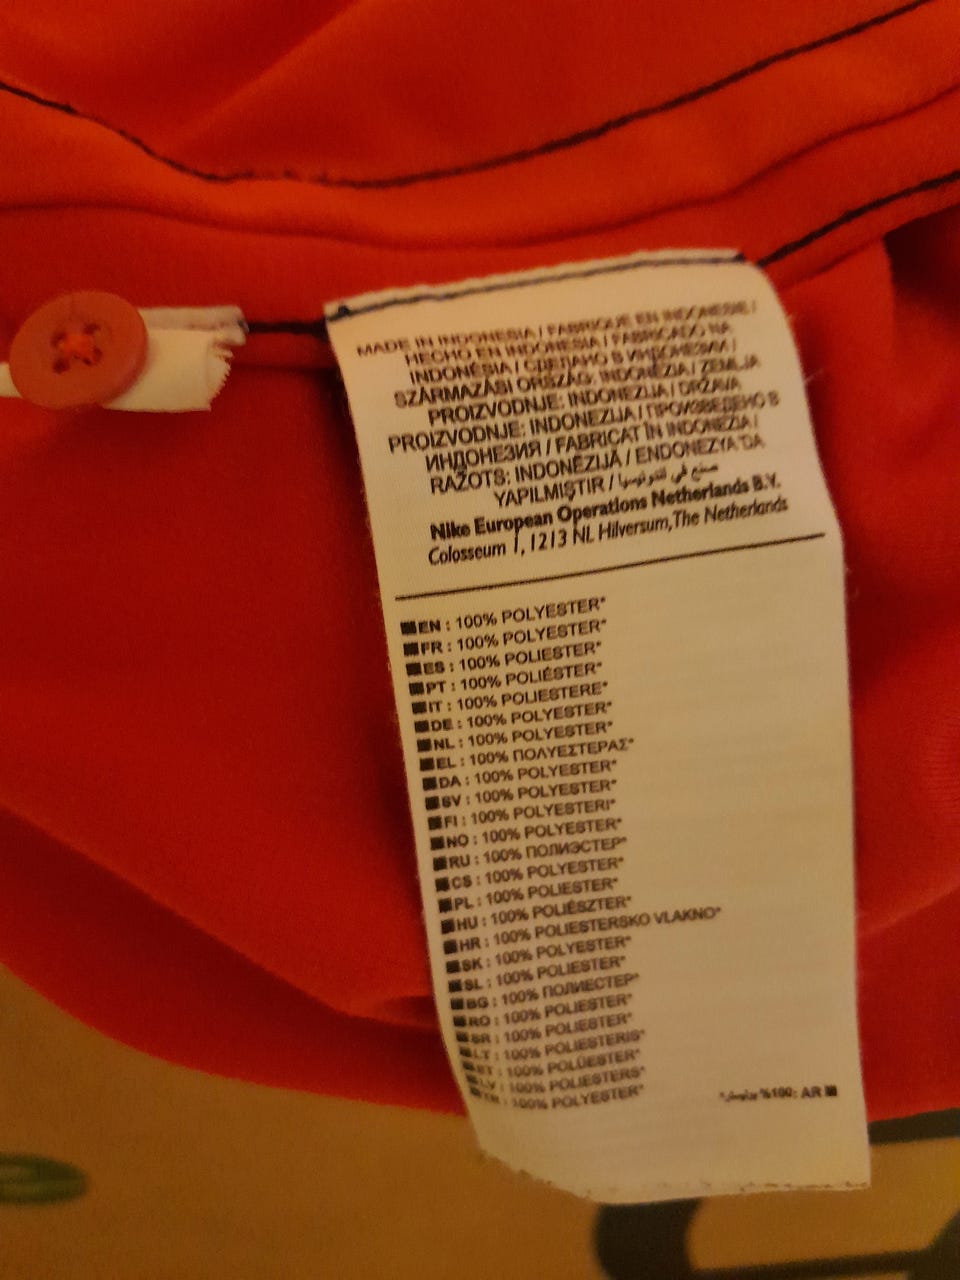 MADE IN INDONESIA / FABRIQUE EN INDONESIE /
HECHO EN INDONESIA / FABRICADO NA
INDONÉSIA / СДЕЛАНО В ИНДОНЕЗИИ /
SZÁRMAZÁSI ORSZÁG: INDONÉZIA / ZEMLJA
PROIZVODNJE: INDONEZIJA / DRŽAVA
PROIZVODNJE: INDONEZIJA / ПРОИЗВЕДЕНО В
ИНДОНЕЗИЯ / FABRICAT ÎN INDONEZIA /
RAŽOTS: INDONĒZIJĀ / ENDONEZYA'DA
YAPILMIŞTIR / صنع في اندونوسيا
Nike European Operations Netherlands B.V.
Colosseum 1, 1213 NL Hilversum,The Netherlands
EN : 100% POLYESTER*
FR : 100% POLYESTER*
ES : 100% POLIESTER*
PT : 100% POLIÉSTER*
IT : 100% POLIESTERE*
DE : 100% POLYESTER*
NL : 100% POLYESTER*
EL : 100% ΠΟΛΥΕΣΤΕΡΑΣ*
DA : 100% POLYESTER*
SV : 100% POLYESTER*
FI : 100% POLYESTERI*
NO : 100% POLYESTER*
RU : 100% ПОЛИЭСТЕР*
CS : 100% POLYESTER*
PL : 100% POLIESTER*
HU : 100% POLIÉSZTER*
HR : 100% POLIESTERSKO VLAKNO*
SK : 100% POLYESTER*
SL : 100% POLIESTER*
BG : 100% ПОЛИЕСТЕР*
RO : 100% POLIESTER*
SR : 100% POLIESTER*
LT : 100% POLIESTERIS*
ET : 100% POLÜESTER*
LV : 100% POLIESTERS*
TR : 100% POLYESTER*
%100: AR